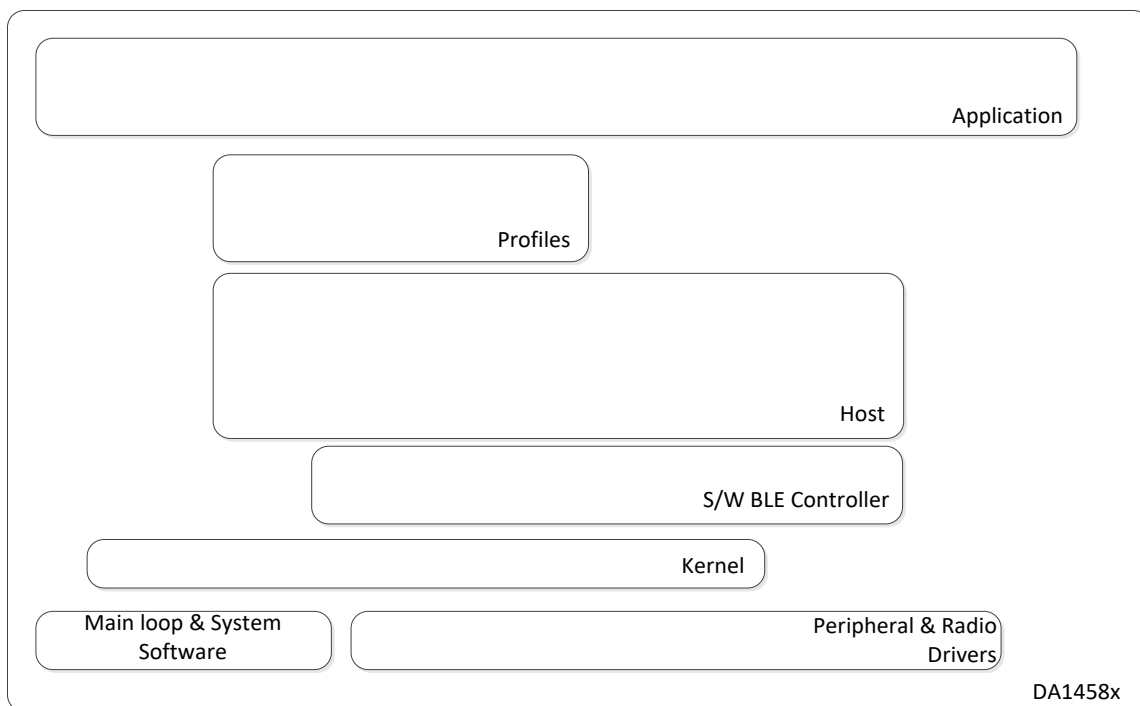 Application
Profiles
Host
S/W BLE Controller
Kernel
Main loop & System
Software
Peripheral & Radio
Drivers
DA1458x